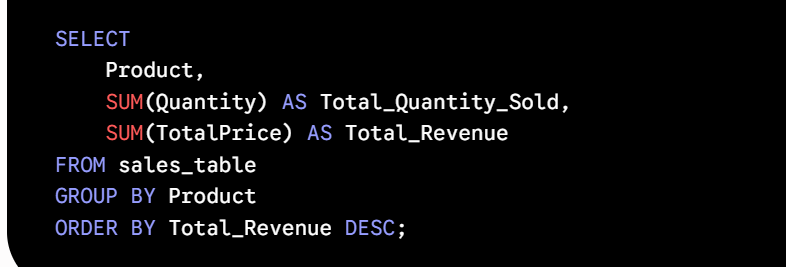 SELECT
    Product,
    SUM(Quantity) AS Total_Quantity_Sold,
    SUM(TotalPrice) AS Total_Revenue
FROM sales_table
GROUP BY Product
ORDER BY Total_Revenue DESC;